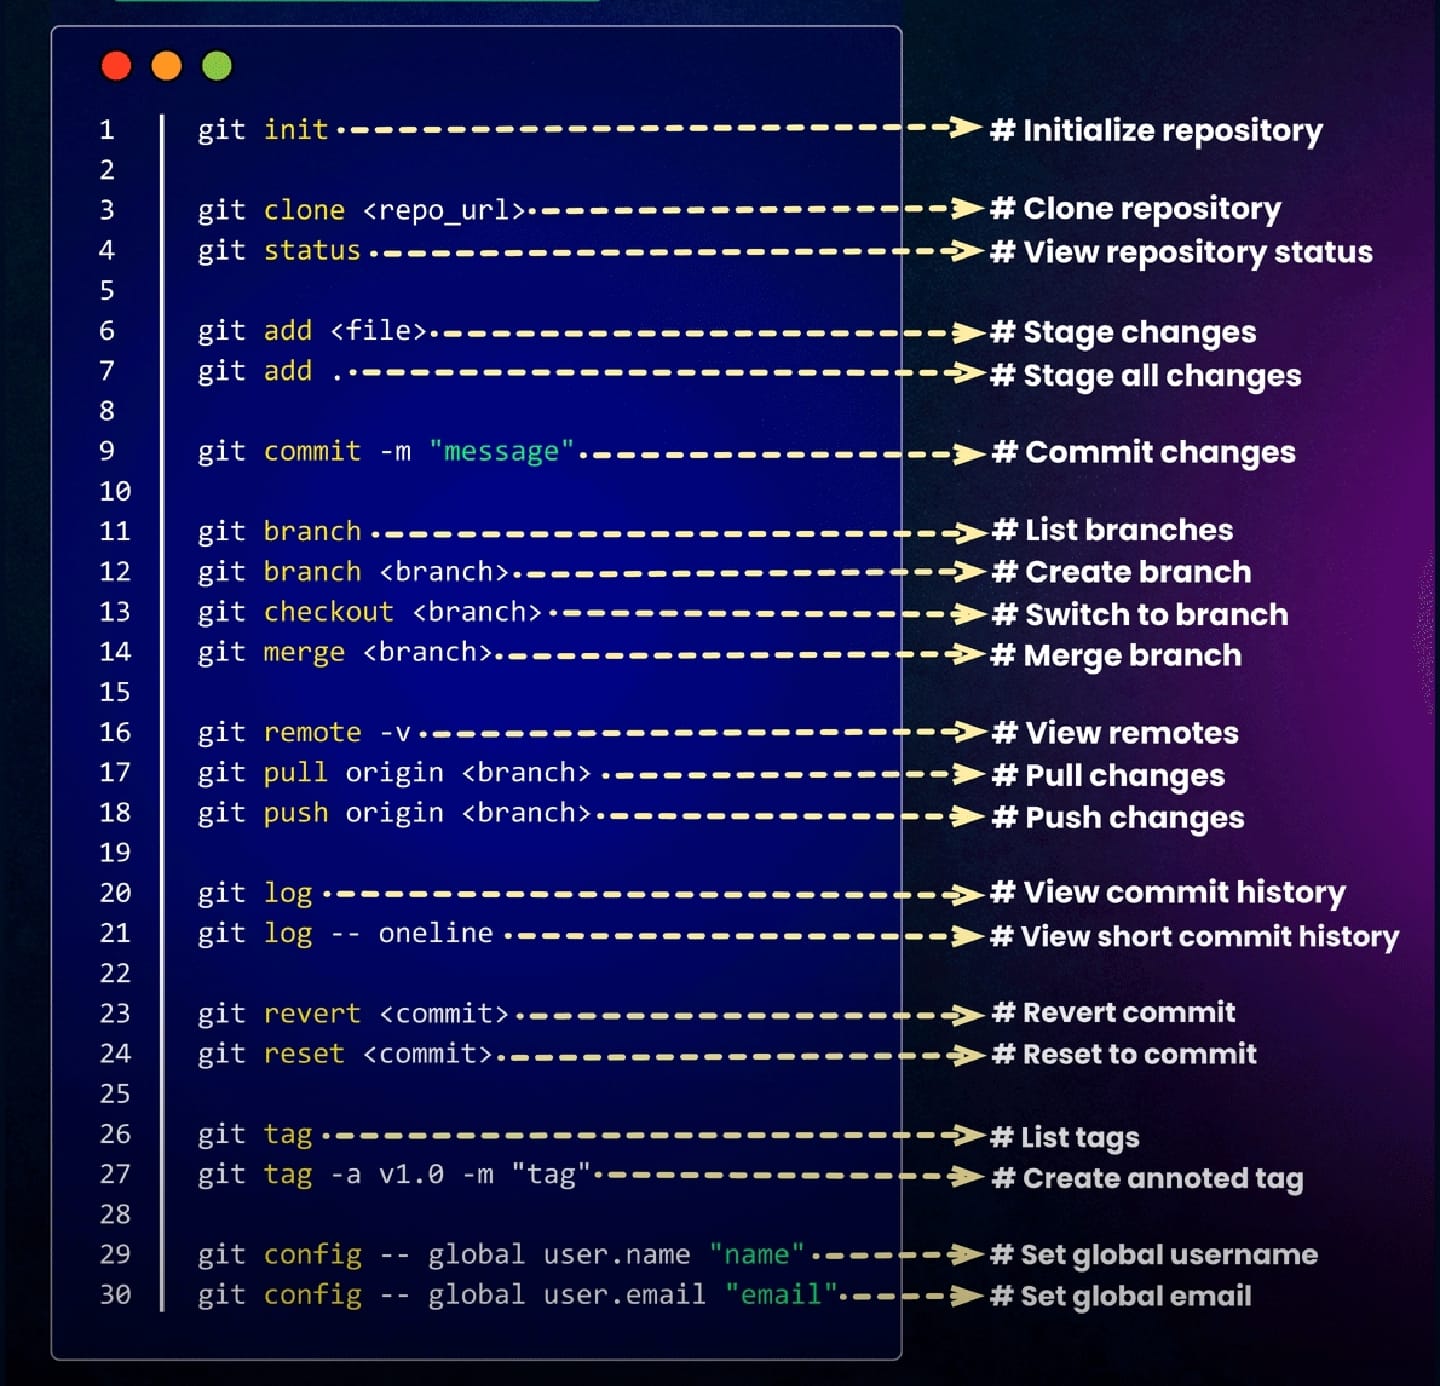 1 git init # Initialize repository
2
3 git clone <repo_url> # Clone repository
4 git status # View repository status
5
6 git add <file> # Stage changes
7 git add . # Stage all changes
8
9 git commit -m "message" # Commit changes
10
11 git branch # List branches
12 git branch <branch> # Create branch
13 git checkout <branch> # Switch to branch
14 git merge <branch> # Merge branch
15
16 git remote -v # View remotes
17 git pull origin <branch> # Pull changes
18 git push origin <branch> # Push changes
19
20 git log # View commit history
21 git log -- oneline # View short commit history
22
23 git revert <commit> # Revert commit
24 git reset <commit> # Reset to commit
25
26 git tag # List tags
27 git tag -a v1.0 -m "tag" # Create annoted tag
28
29 git config -- global user.name "name" # Set global username
30 git config -- global user.email "email" # Set global email